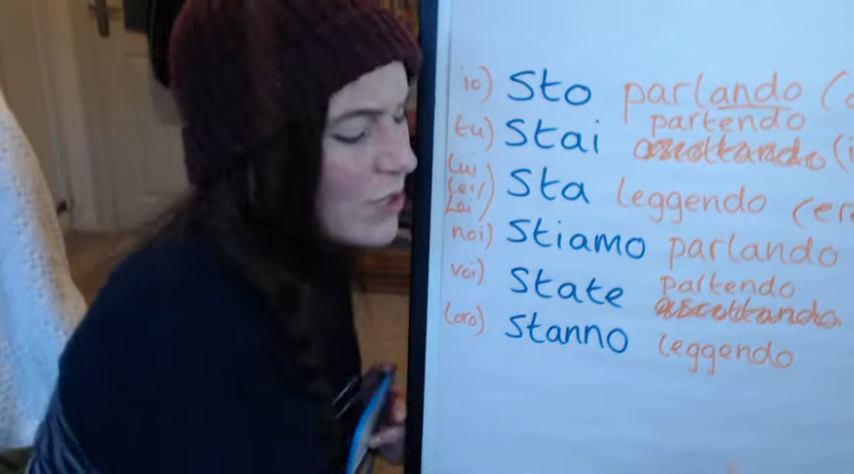 io) Sto parlando (
tu) Stai partendo
ascoltando (i
lui
lei/
Lei) Sta leggendo (er
noi) Stiamo parlando
voi) State partendo
ascoltando
loro) Stanno leggendo